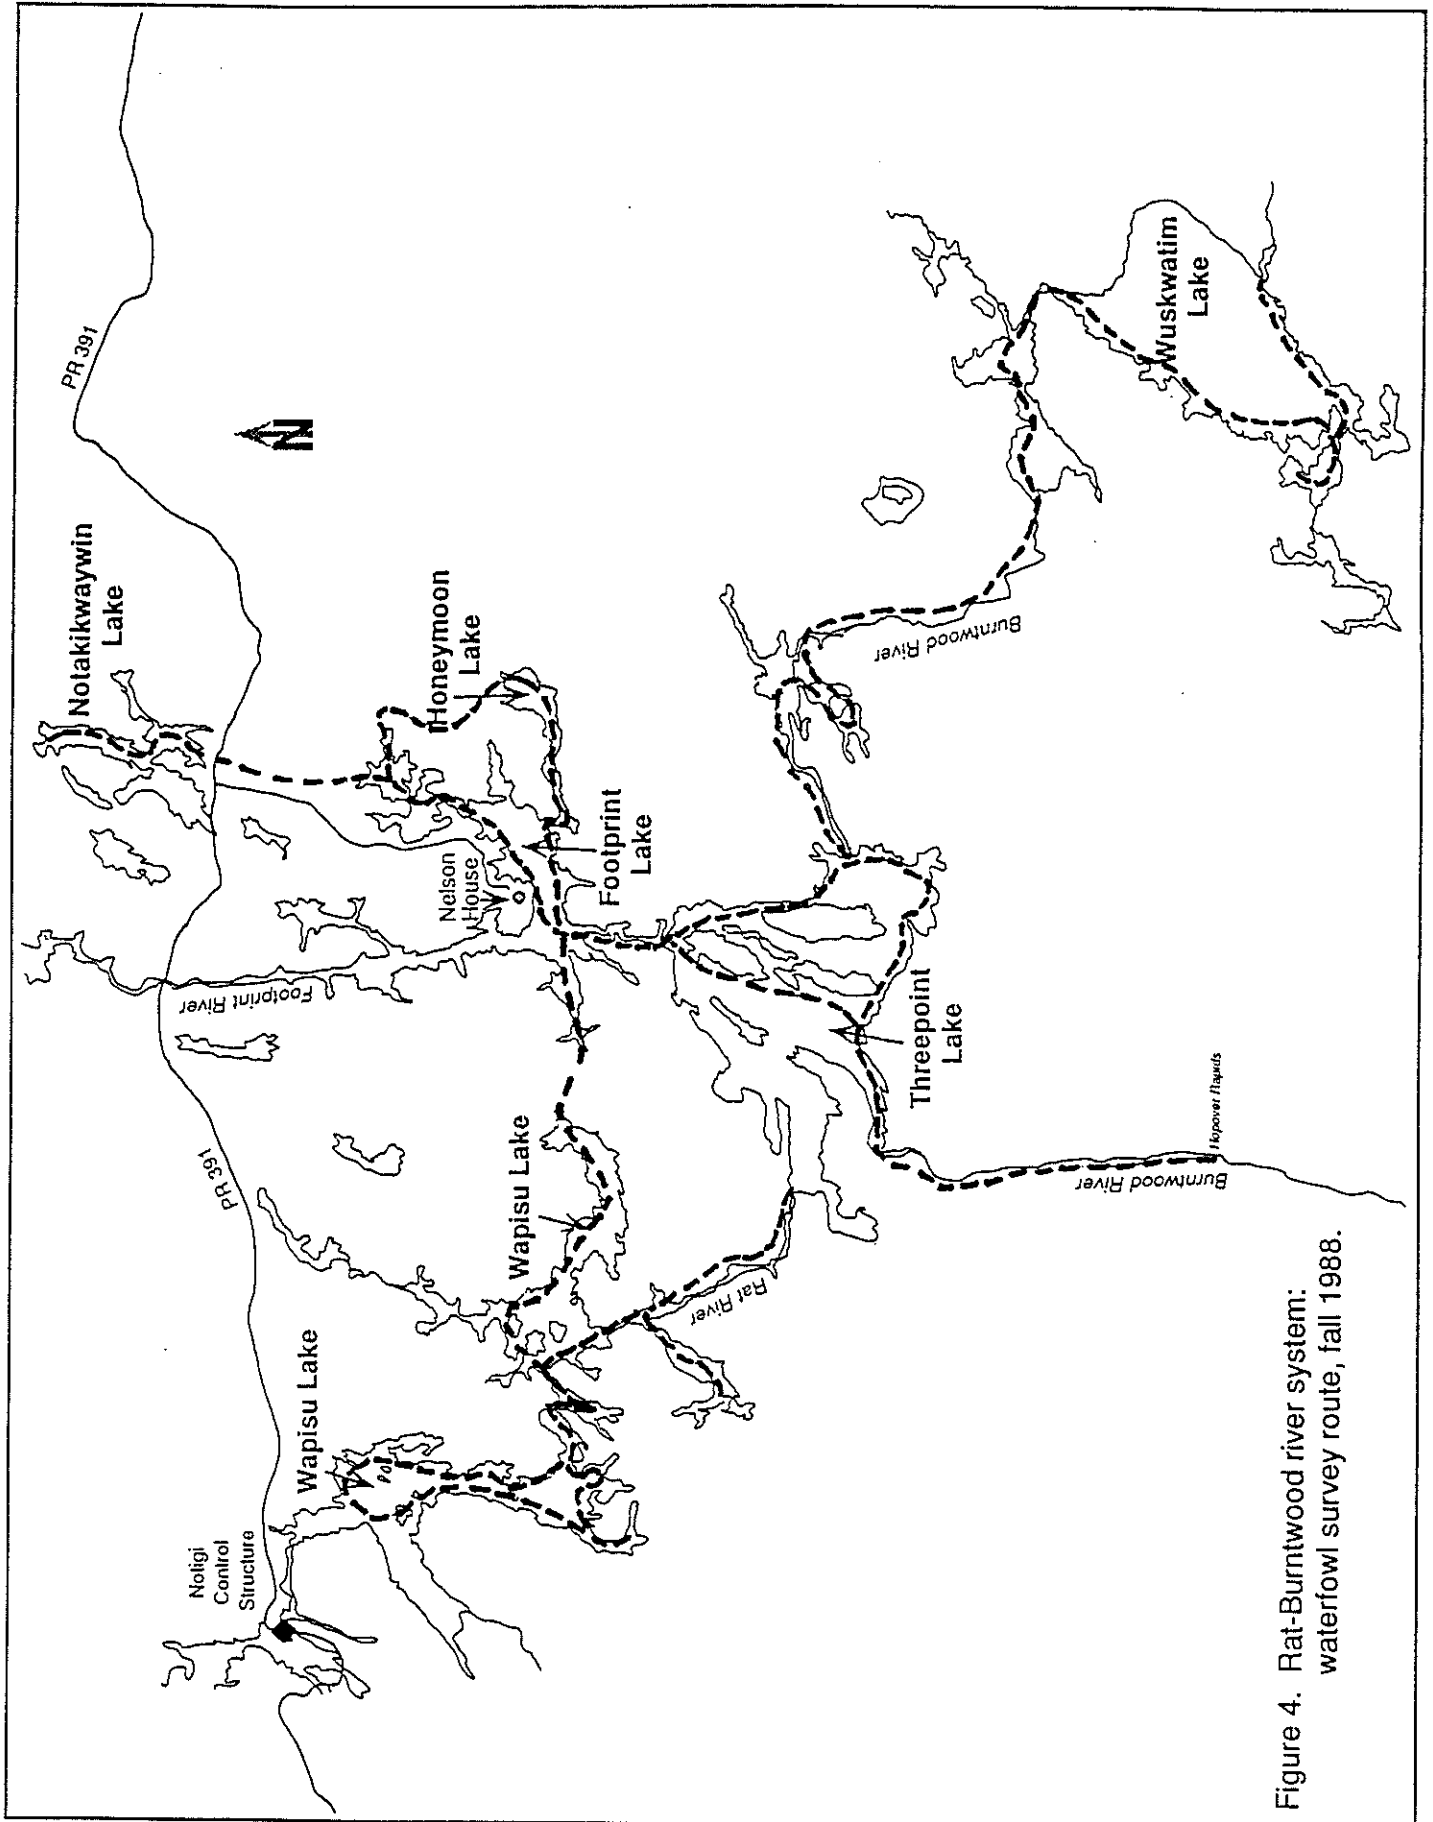 PR 391
N
Notakikwaywin
Lake
Honeymoon
Lake
Nelson
House
Footprint
Lake
Footprint River
PR 391
Wapisu Lake
Wapisu Lake
Notigi
Control
Structure
Rat River
Threepoint
Lake
Burntwood River
Wuskwatim
Lake
Burntwood River
Hopover Rapids
Figure 4. Rat-Burntwood river system:
waterfowl survey route, fall 1988.